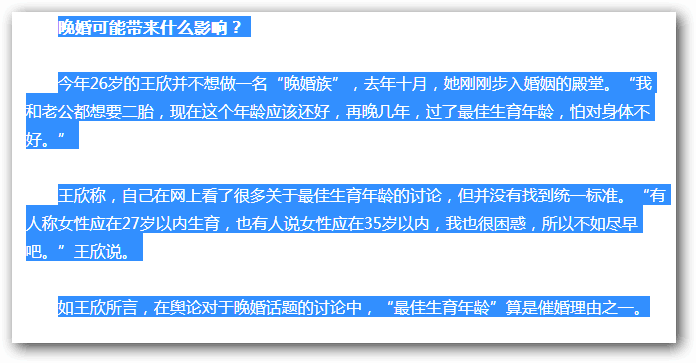 晚婚可能带来什么影响？
今年26岁的王欣并不想做一名“晚婚族”，去年十月，她刚刚步入婚姻的殿堂。“我
和老公都想要二胎，现在这个年龄应该还好，再晚几年，过了最佳生育年龄，怕对身体不
好。”
王欣称，自己在网上看了很多关于最佳生育年龄的讨论，但并没有找到统一标准。“有
人称女性应在27岁以内生育，也有人说女性应在35岁以内，我也很困惑，所以不如尽早
吧。”王欣说。
如王欣所言，在舆论对于晚婚话题的讨论中，“最佳生育年龄”算是催婚理由之一。